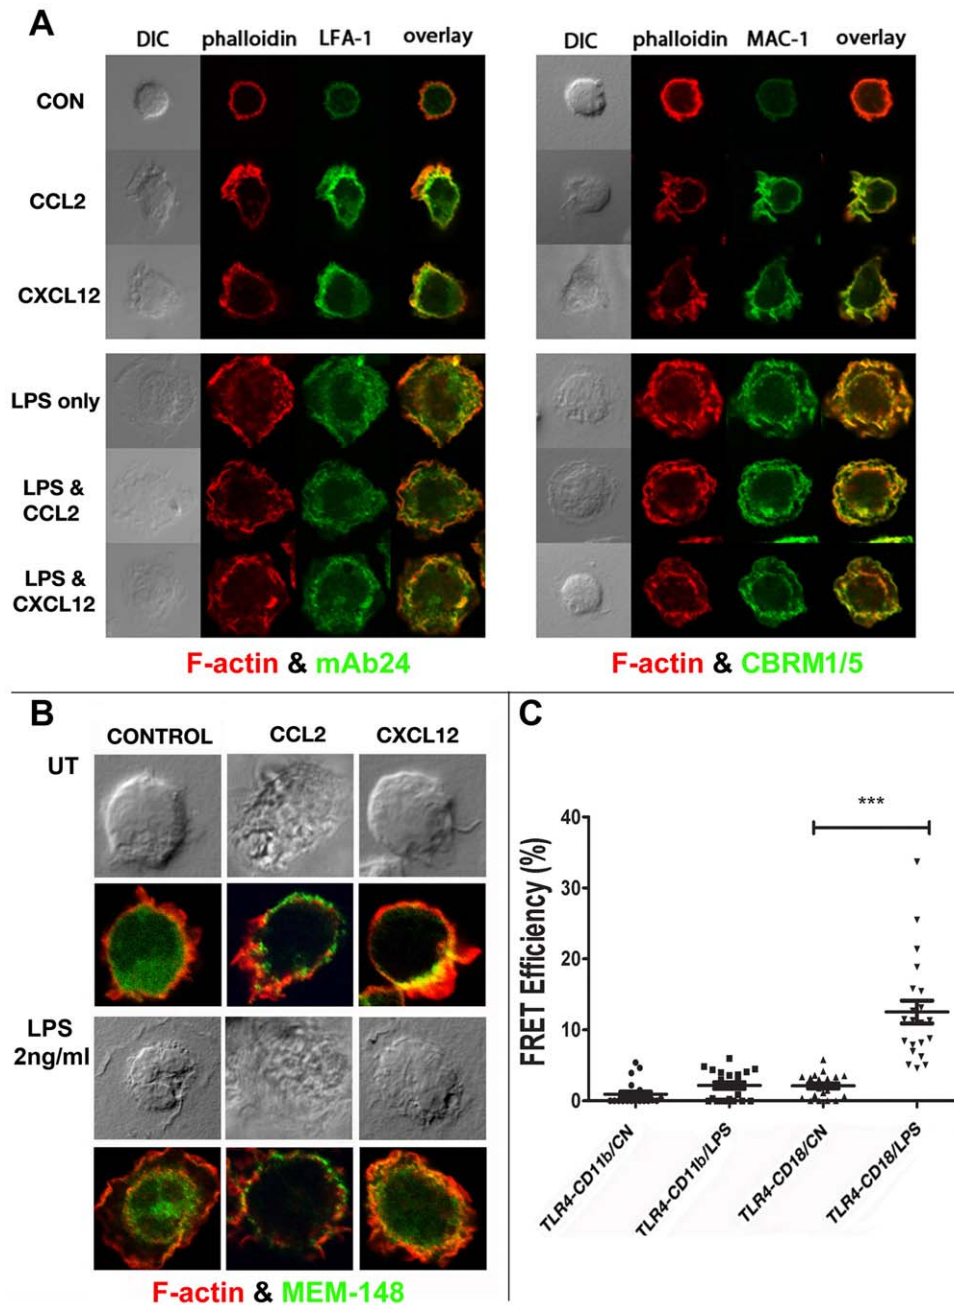 A
DIC phalloidin LFA-1 overlay
DIC phalloidin MAC-1 overlay
CON
CCL2
CXCL12
LPS only
LPS &
CCL2
LPS &
CXCL12
F-actin & mAb24
F-actin & CBRM1/5
B
CONTROL CCL2 CXCL12
UT
LPS
2ng/ml
F-actin & MEM-148
C
***
FRET Efficiency (%)
40
30
20
10
0
TLR4-CD11b/CN
TLR4-CD11b/LPS
TLR4-CD18/CN
TLR4-CD18/LPS